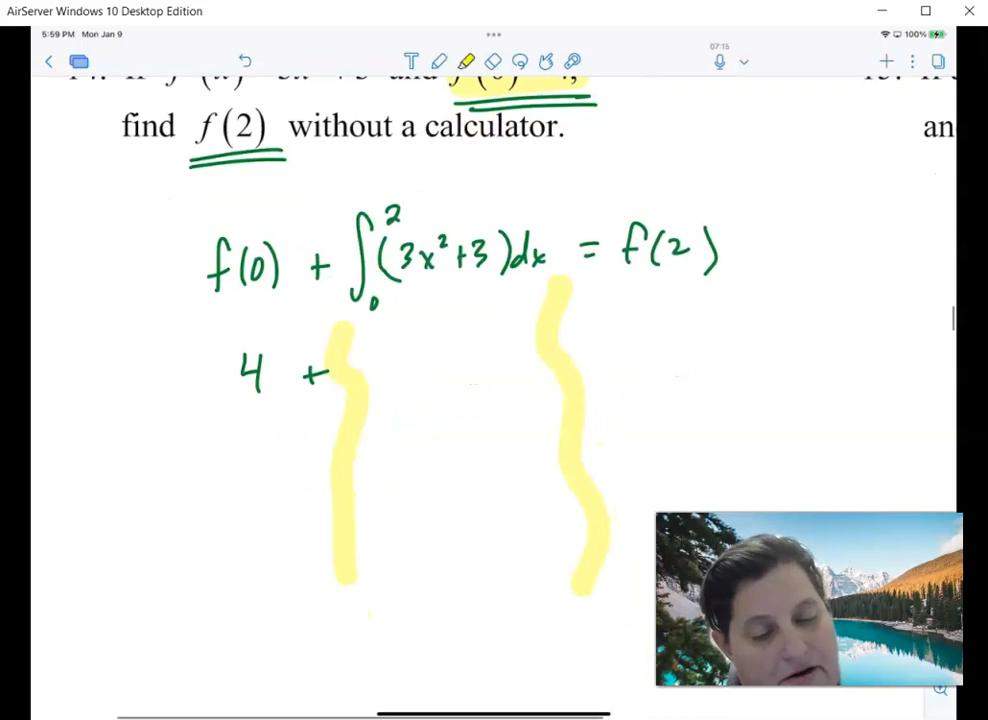 AirServer Windows 10 Desktop Edition
5:59 PM Mon Jan 9
100%
07:15
find f(2) without a calculator.
an
f(0) + ∫₀² (3x²+3)dx = f(2)
4 +